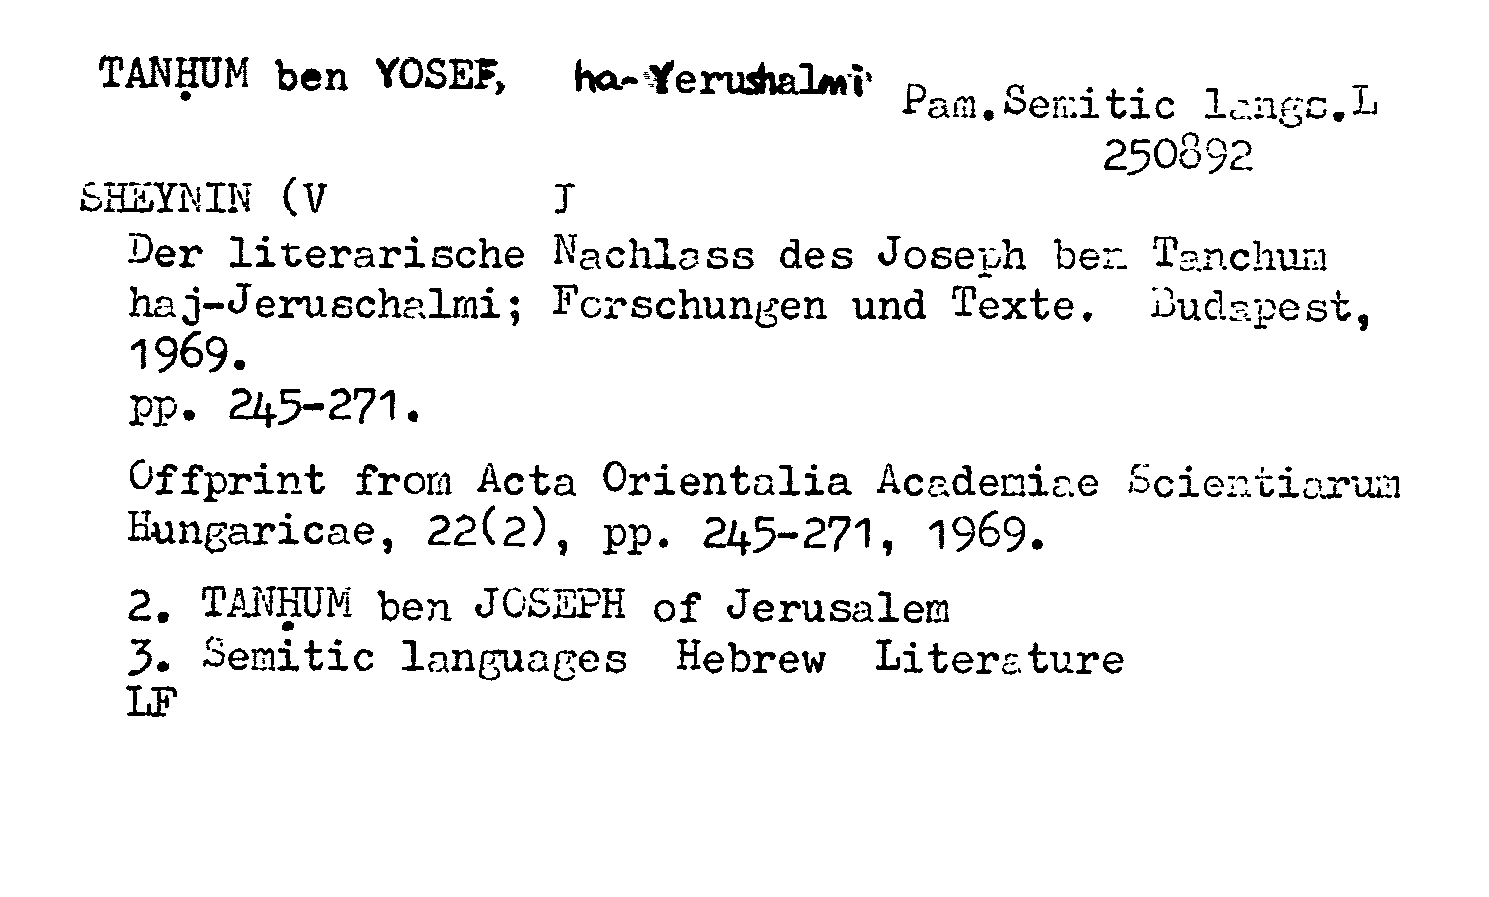 TANḤUM ben YOSEF, ha-Yerushalmi
Pam.Semitic langs.L
250892
SHEYNIN (V J
Der literarische Nachlass des Joseph ben Tanchum
haj-Jeruschalmi; Forschungen und Texte. Budapest,
1969.
pp. 245-271.
Offprint from Acta Orientalia Academiae Scientiarum
Hungaricae, 22(2), pp. 245-271, 1969.
2. TANḤUM ben JOSEPH of Jerusalem
3. Semitic languages Hebrew Literature
LF